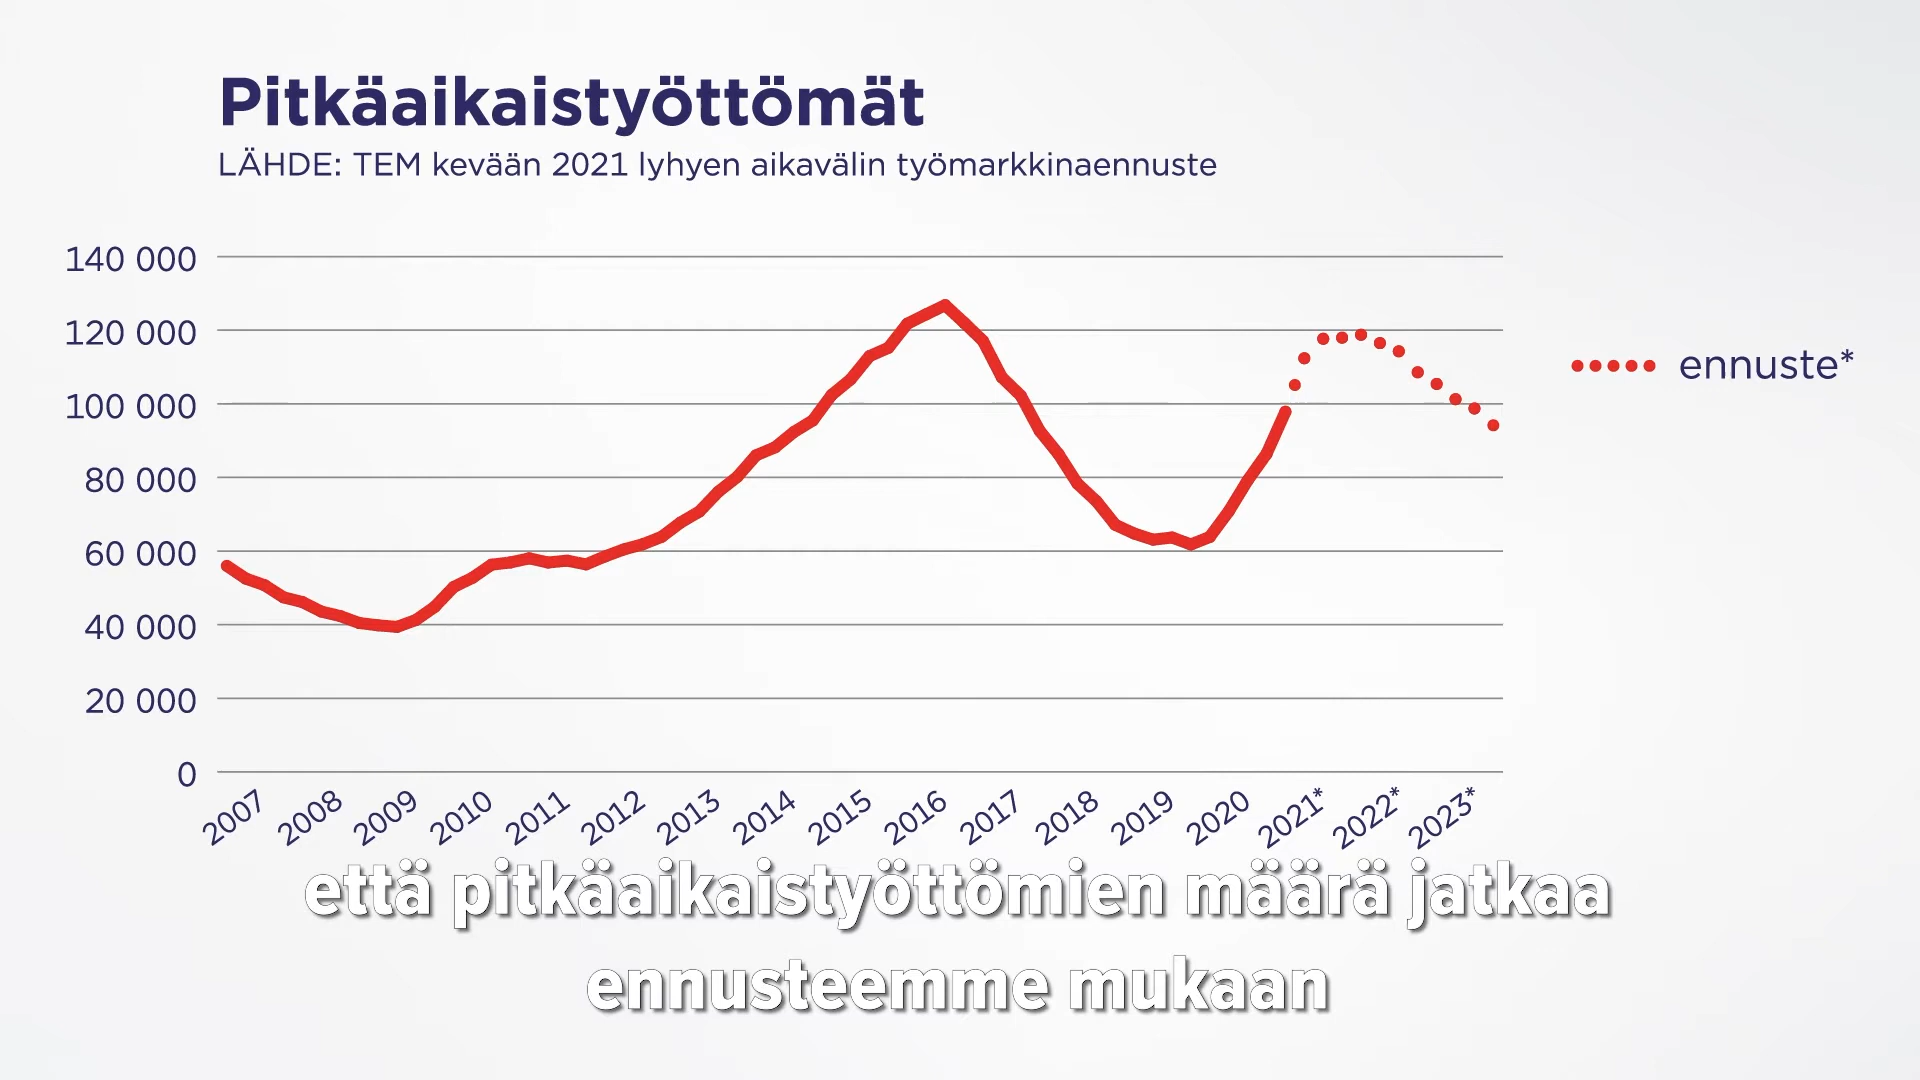 Pitkäaikaistyöttömät
LÄHDE: TEM kevään 2021 lyhyen aikavälin työmarkkinaennuste
140 000
120 000
100 000
80 000
60 000
40 000
20 000
0
2007 2008 2009 2010 2011 2012 2013 2014 2015 2016 2017 2018 2019 2020 2021* 2022* 2023*
ennuste*
että pitkäaikaistyöttömien määrä jatkaa
ennusteemme mukaan